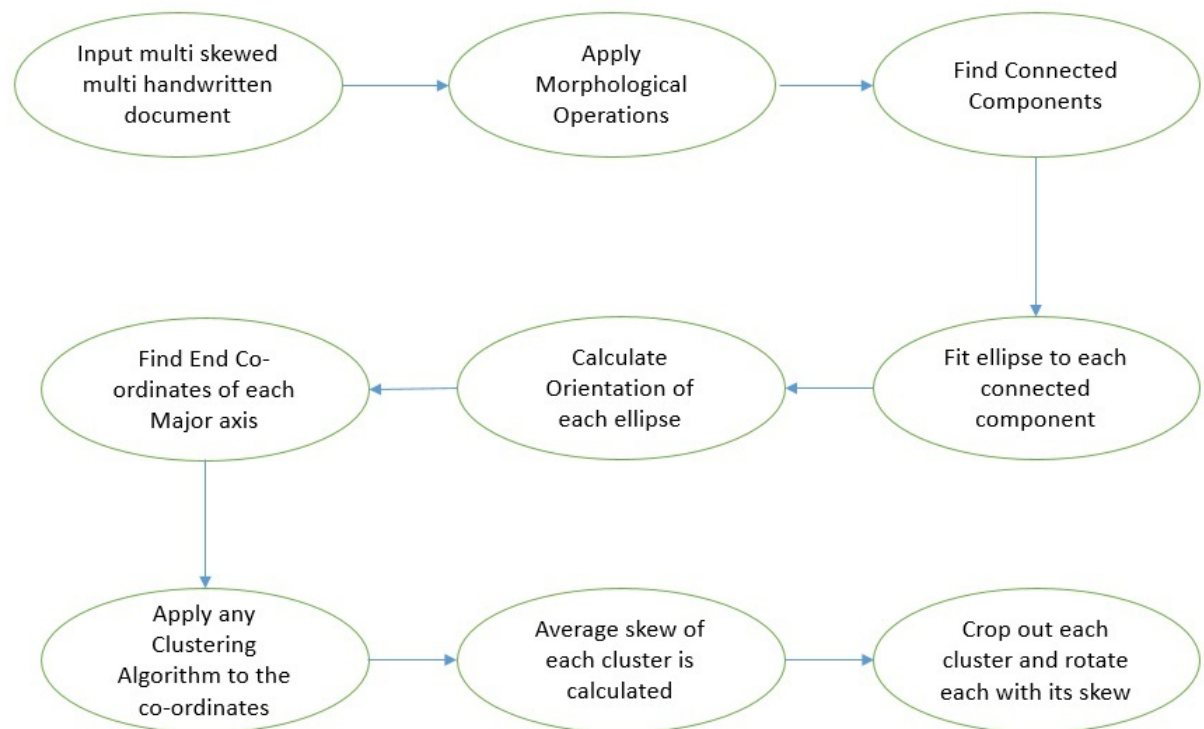 Input multi skewed
multi handwritten
document
Apply
Morphological
Operations
Find Connected
Components
Fit ellipse to each
connected
component
Calculate
Orientation of
each ellipse
Find End Co-
ordinates of each
Major axis
Apply any
Clustering
Algorithm to the
co-ordinates
Average skew of
each cluster is
calculated
Crop out each
cluster and rotate
each with its skew